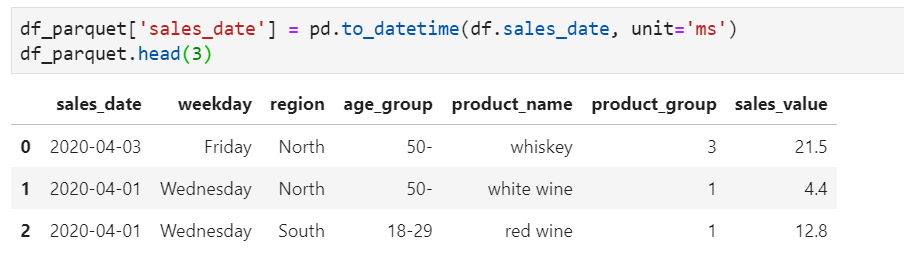 df_parquet['sales_date'] = pd.to_datetime(df.sales_date, unit='ms')
df_parquet.head(3)
sales_date weekday region age_group product_name product_group sales_value
0 2020-04-03 Friday North 50- whiskey 3 21.5
1 2020-04-01 Wednesday North 50- white wine 1 4.4
2 2020-04-01 Wednesday South 18-29 red wine 1 12.8